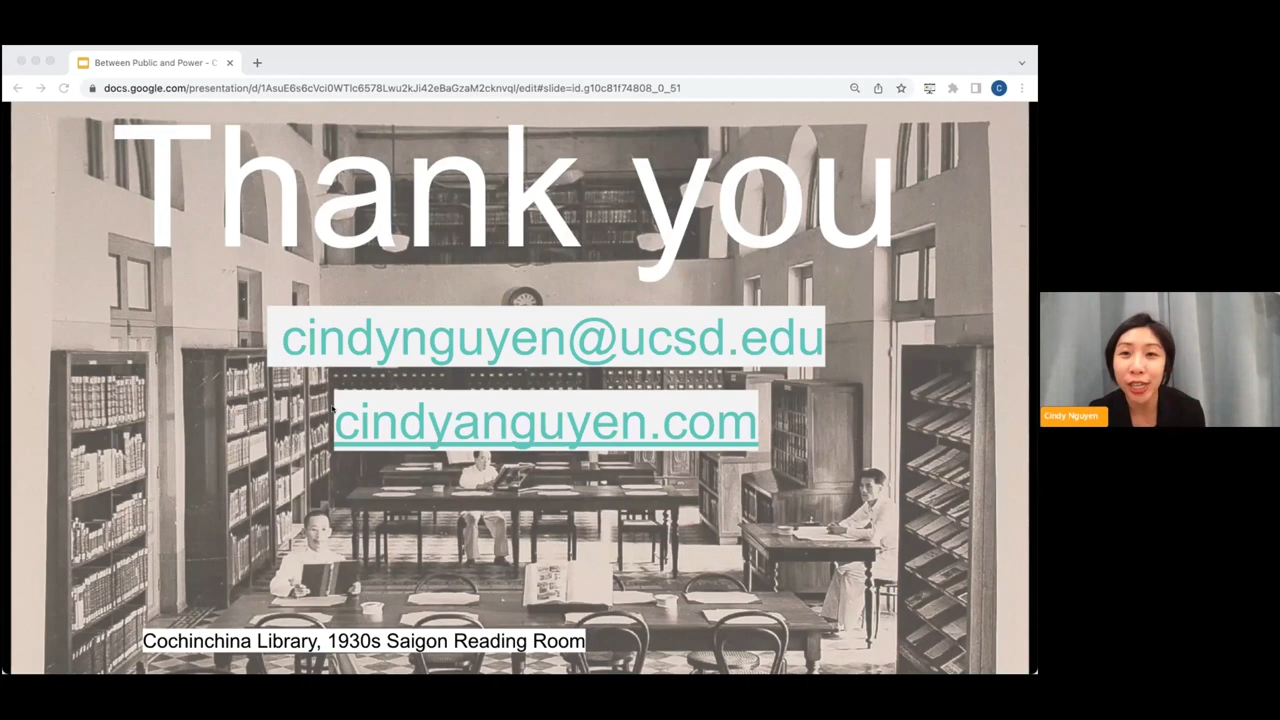 Between Public and Power - C
docs.google.com/presentation/d/1AsuE6s6cVci0WTlc6578Lwu2kJi42eBaGzaM2cknvqI/edit#slide=id.g10c81f74808_0_51
C
Thank you
cindynguyen@ucsd.edu
cindyanguyen.com
Cindy Nguyen
Cochinchina Library, 1930s Saigon Reading Room